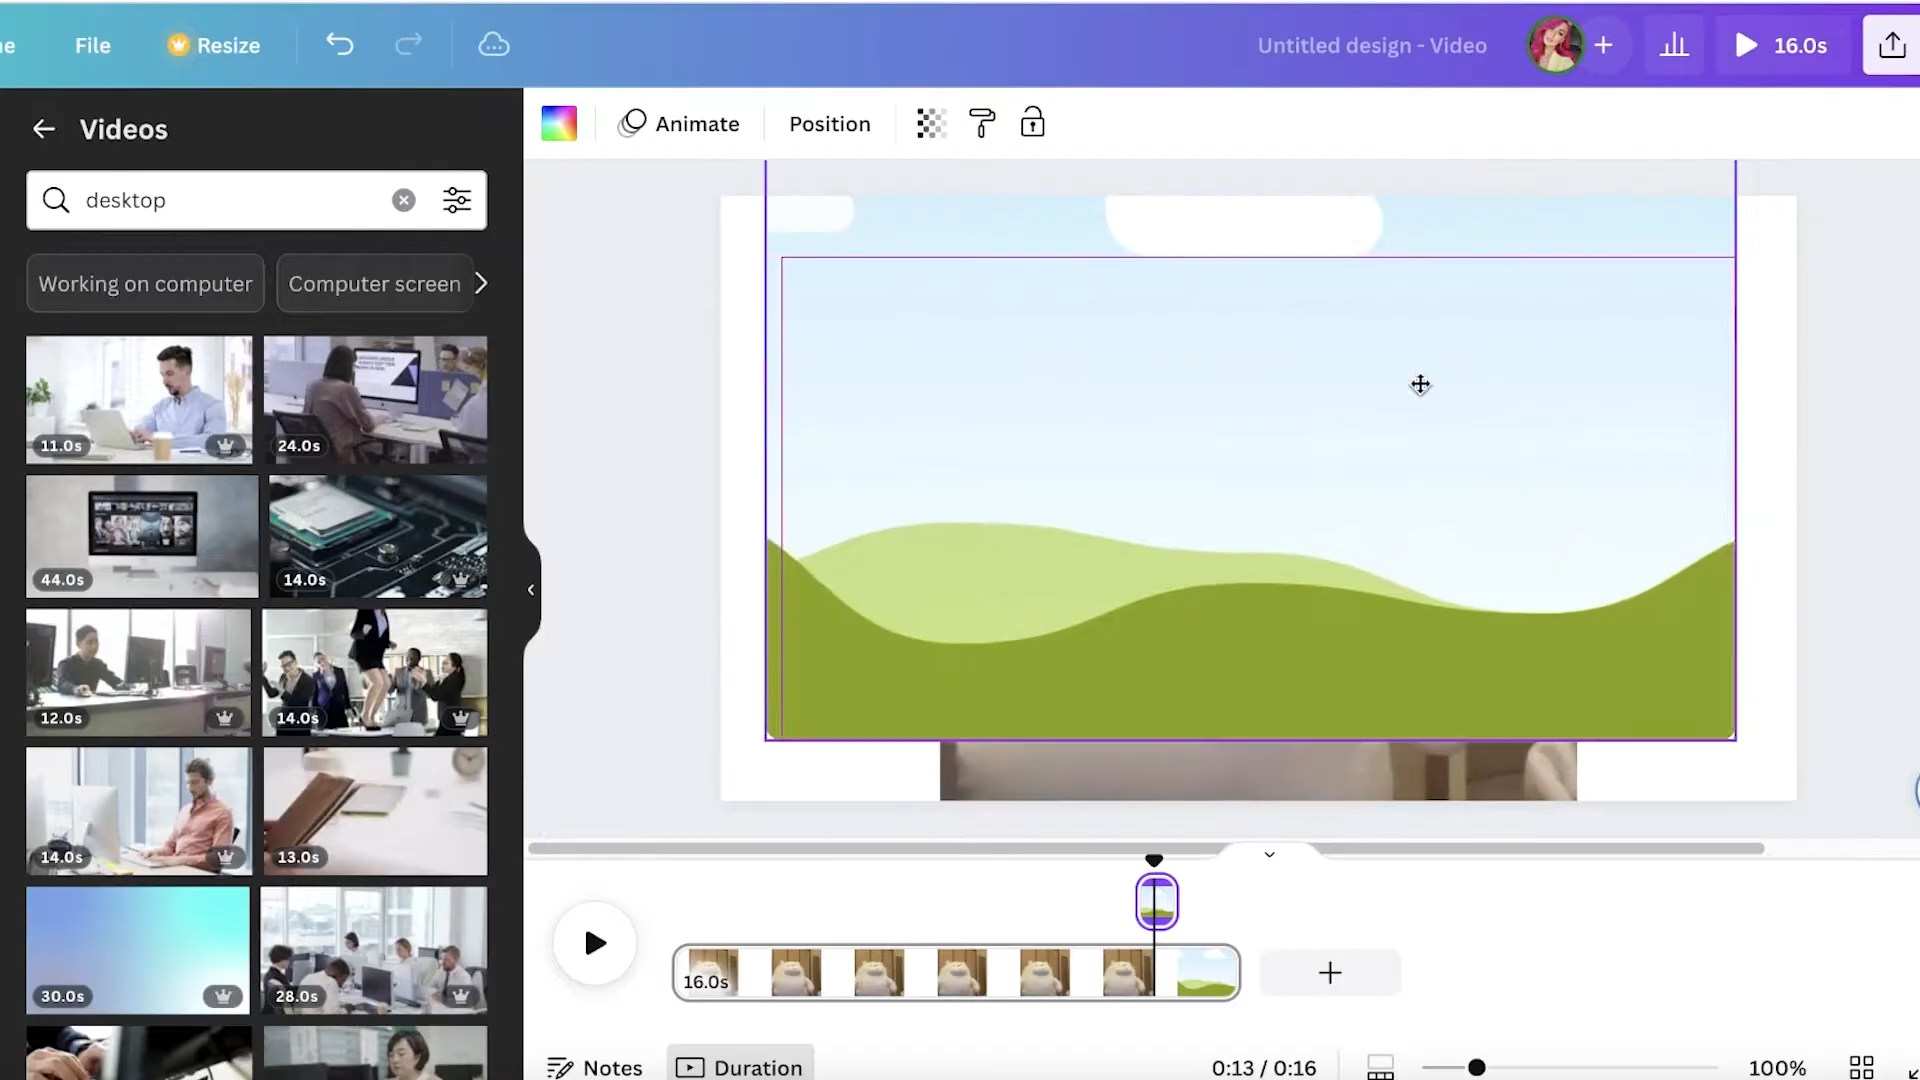 ne
File
Resize
Untitled design - Video
+
16.0s
Videos
Animate
Position
desktop
Working on computer
Computer screen
11.0s
24.0s
44.0s
14.0s
12.0s
14.0s
14.0s
13.0s
30.0s
28.0s
16.0s
+
Notes
Duration
0:13 / 0:16
100%